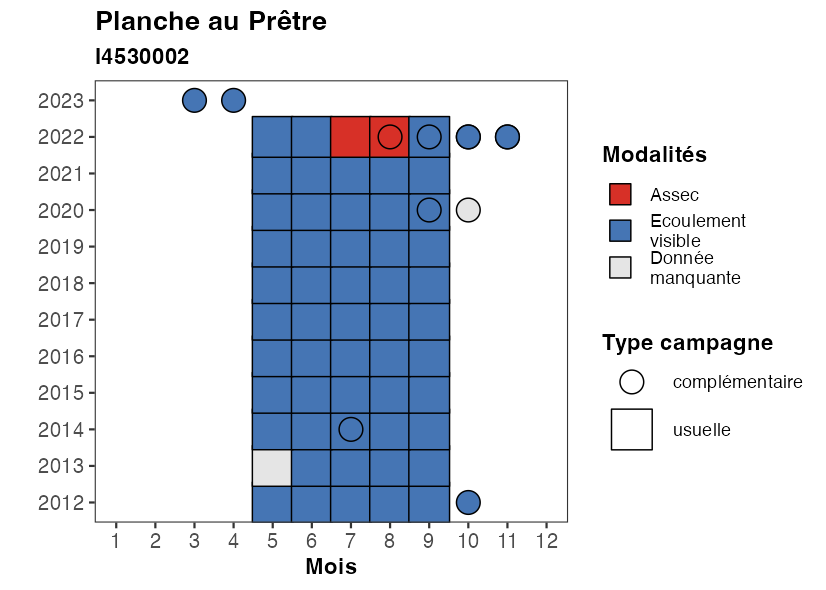 Planche au Prêtre
I4530002
2023
2022
2021
2020
2019
2018
2017
2016
2015
2014
2013
2012
1 2 3 4 5 6 7 8 9 10 11 12
Mois
Modalités
Assec
Ecoulement
visible
Donnée
manquante
Type campagne
complémentaire
usuelle